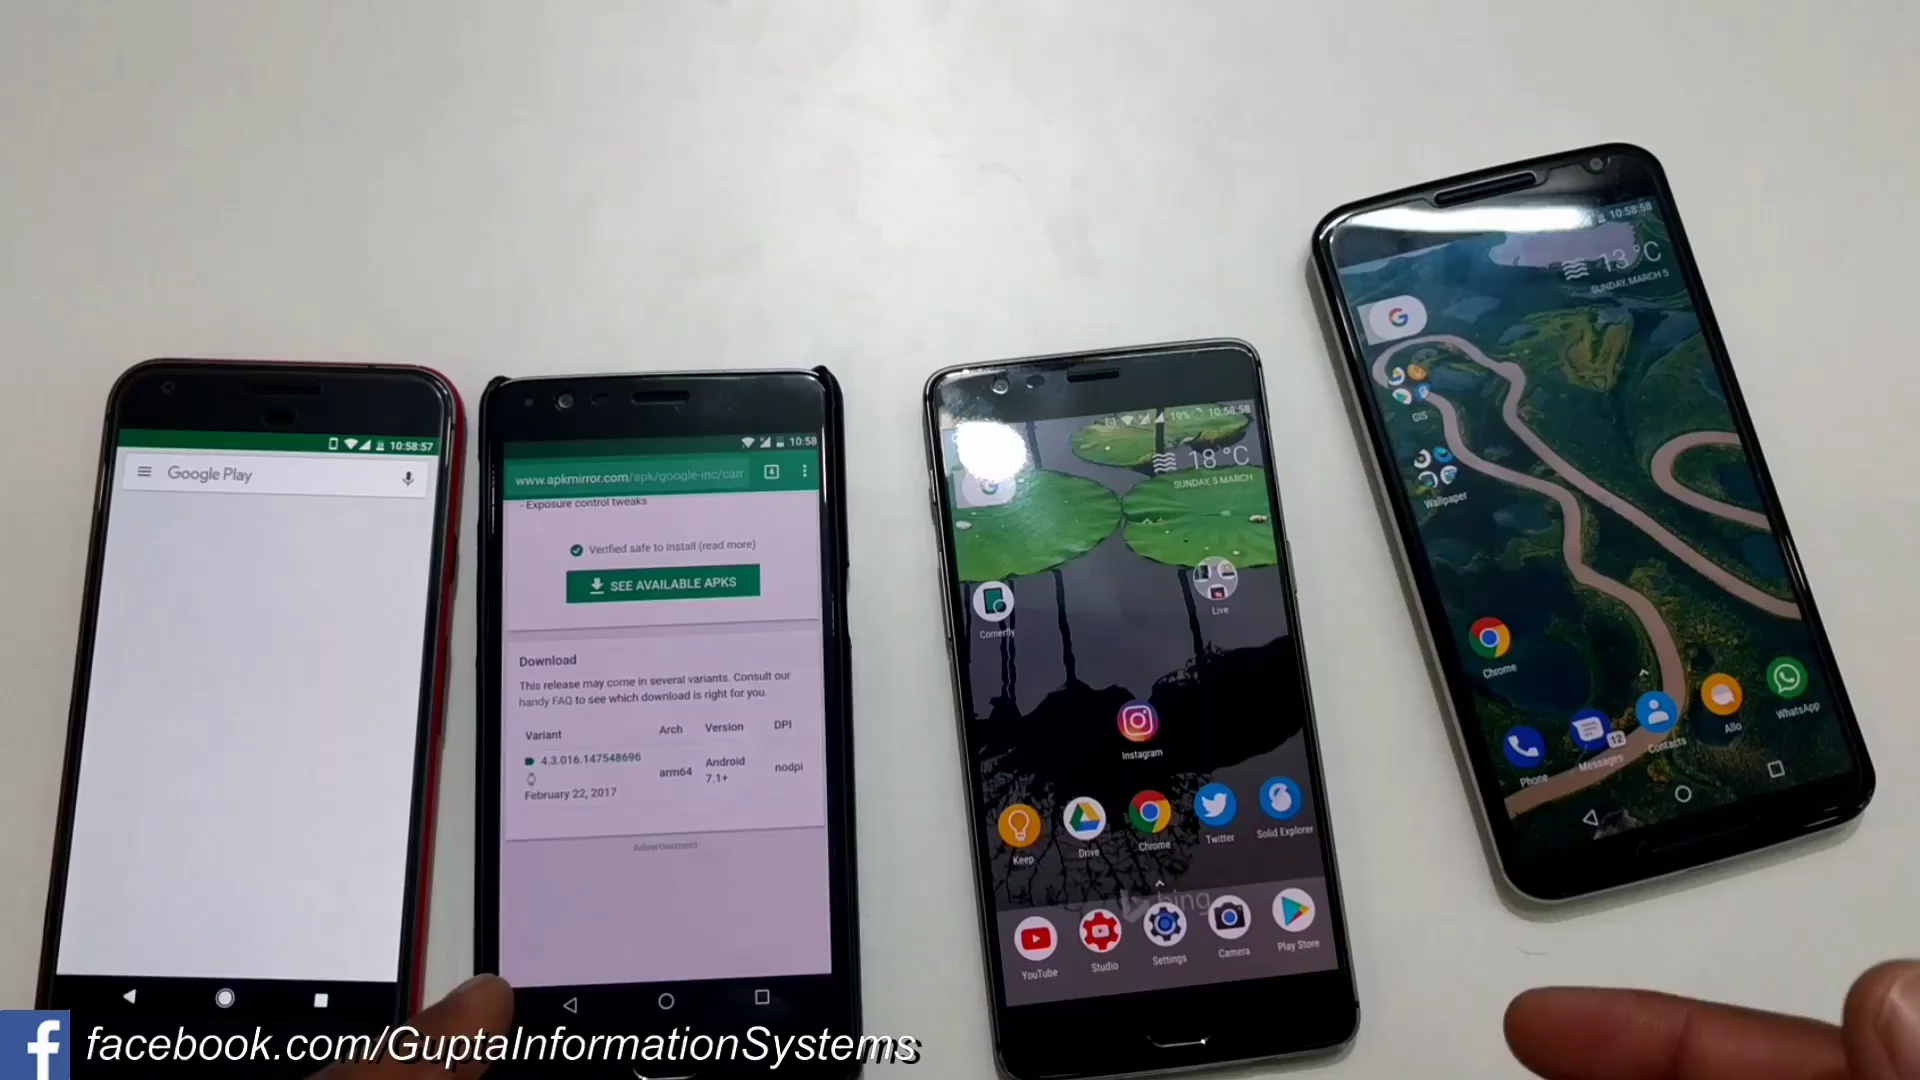 10:58:57
Google Play
10:58
www.apkmirror.com/apk/google-inc/cam
4
- Exposure control tweaks
Verified safe to install (read more)
SEE AVAILABLE APKS
Download
This release may come in several variants. Consult our
handy FAQ to see which download is right for you.
Variant Arch Version DPI
4.3.016.147548696 arm64 Android 7.1+ nodpi
February 22, 2017
Advertisement
19% 10:58:58
18 °C
SUNDAY, 5 MARCH
G
Cornerfly
Live
Instagram
Keep Drive Chrome Twitter Solid Explorer
bing
YouTube Studio Settings Camera Play Store
10:58:58
13 °C
SUNDAY, MARCH 5
G
GIS
Wallpaper
Chrome
12
Phone Messages Contacts Allo WhatsApp
f facebook.com/GuptaInformationSystems